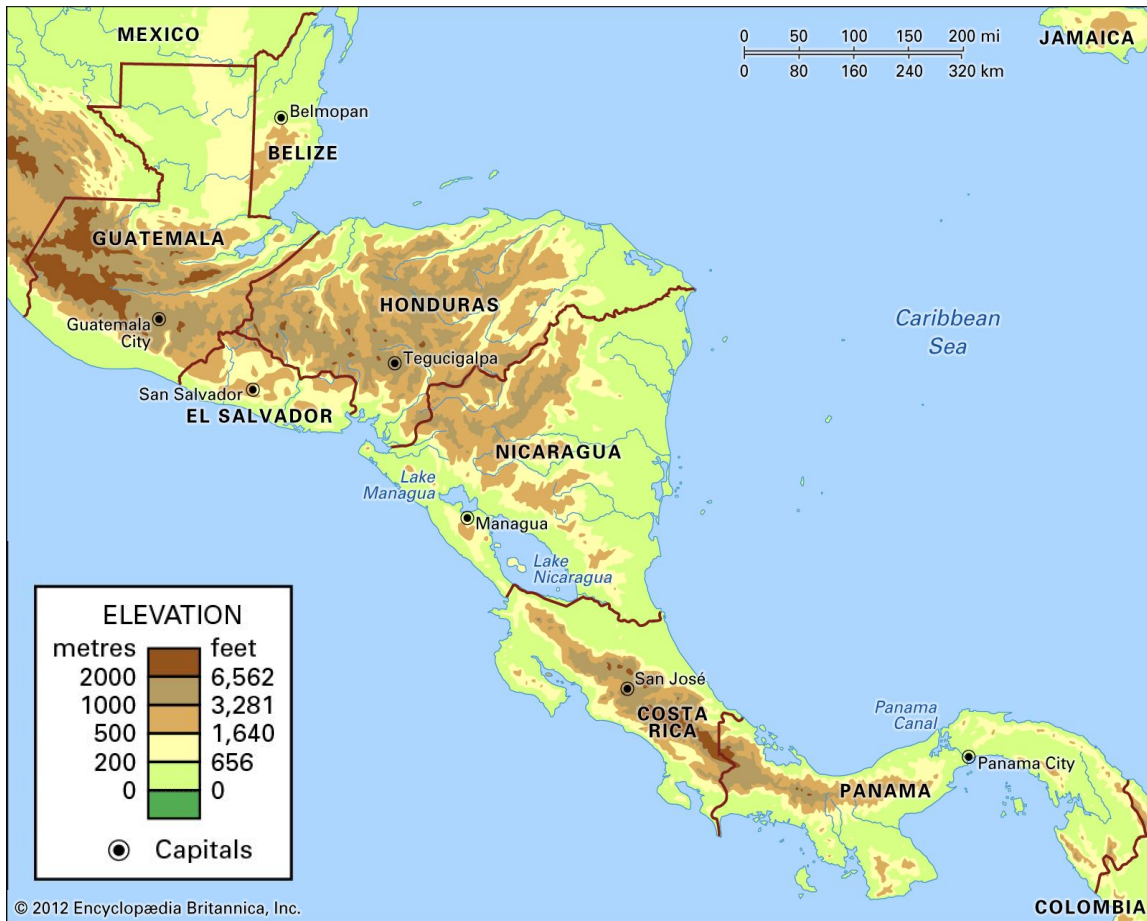 MEXICO
0 50 100 150 200 mi
0 80 160 240 320 km
JAMAICA
Belmopan
BELIZE
GUATEMALA
HONDURAS
Guatemala
City
Tegucigalpa
San Salvador
EL SALVADOR
Caribbean
Sea
NICARAGUA
Lake
Managua
Managua
Lake
Nicaragua
San José
COSTA
RICA
Panama
Canal
Panama City
PANAMA
COLOMBIA
ELEVATION
metres feet
2000 6,562
1000 3,281
500 1,640
200 656
0 0
Capitals
© 2012 Encyclopædia Britannica, Inc.